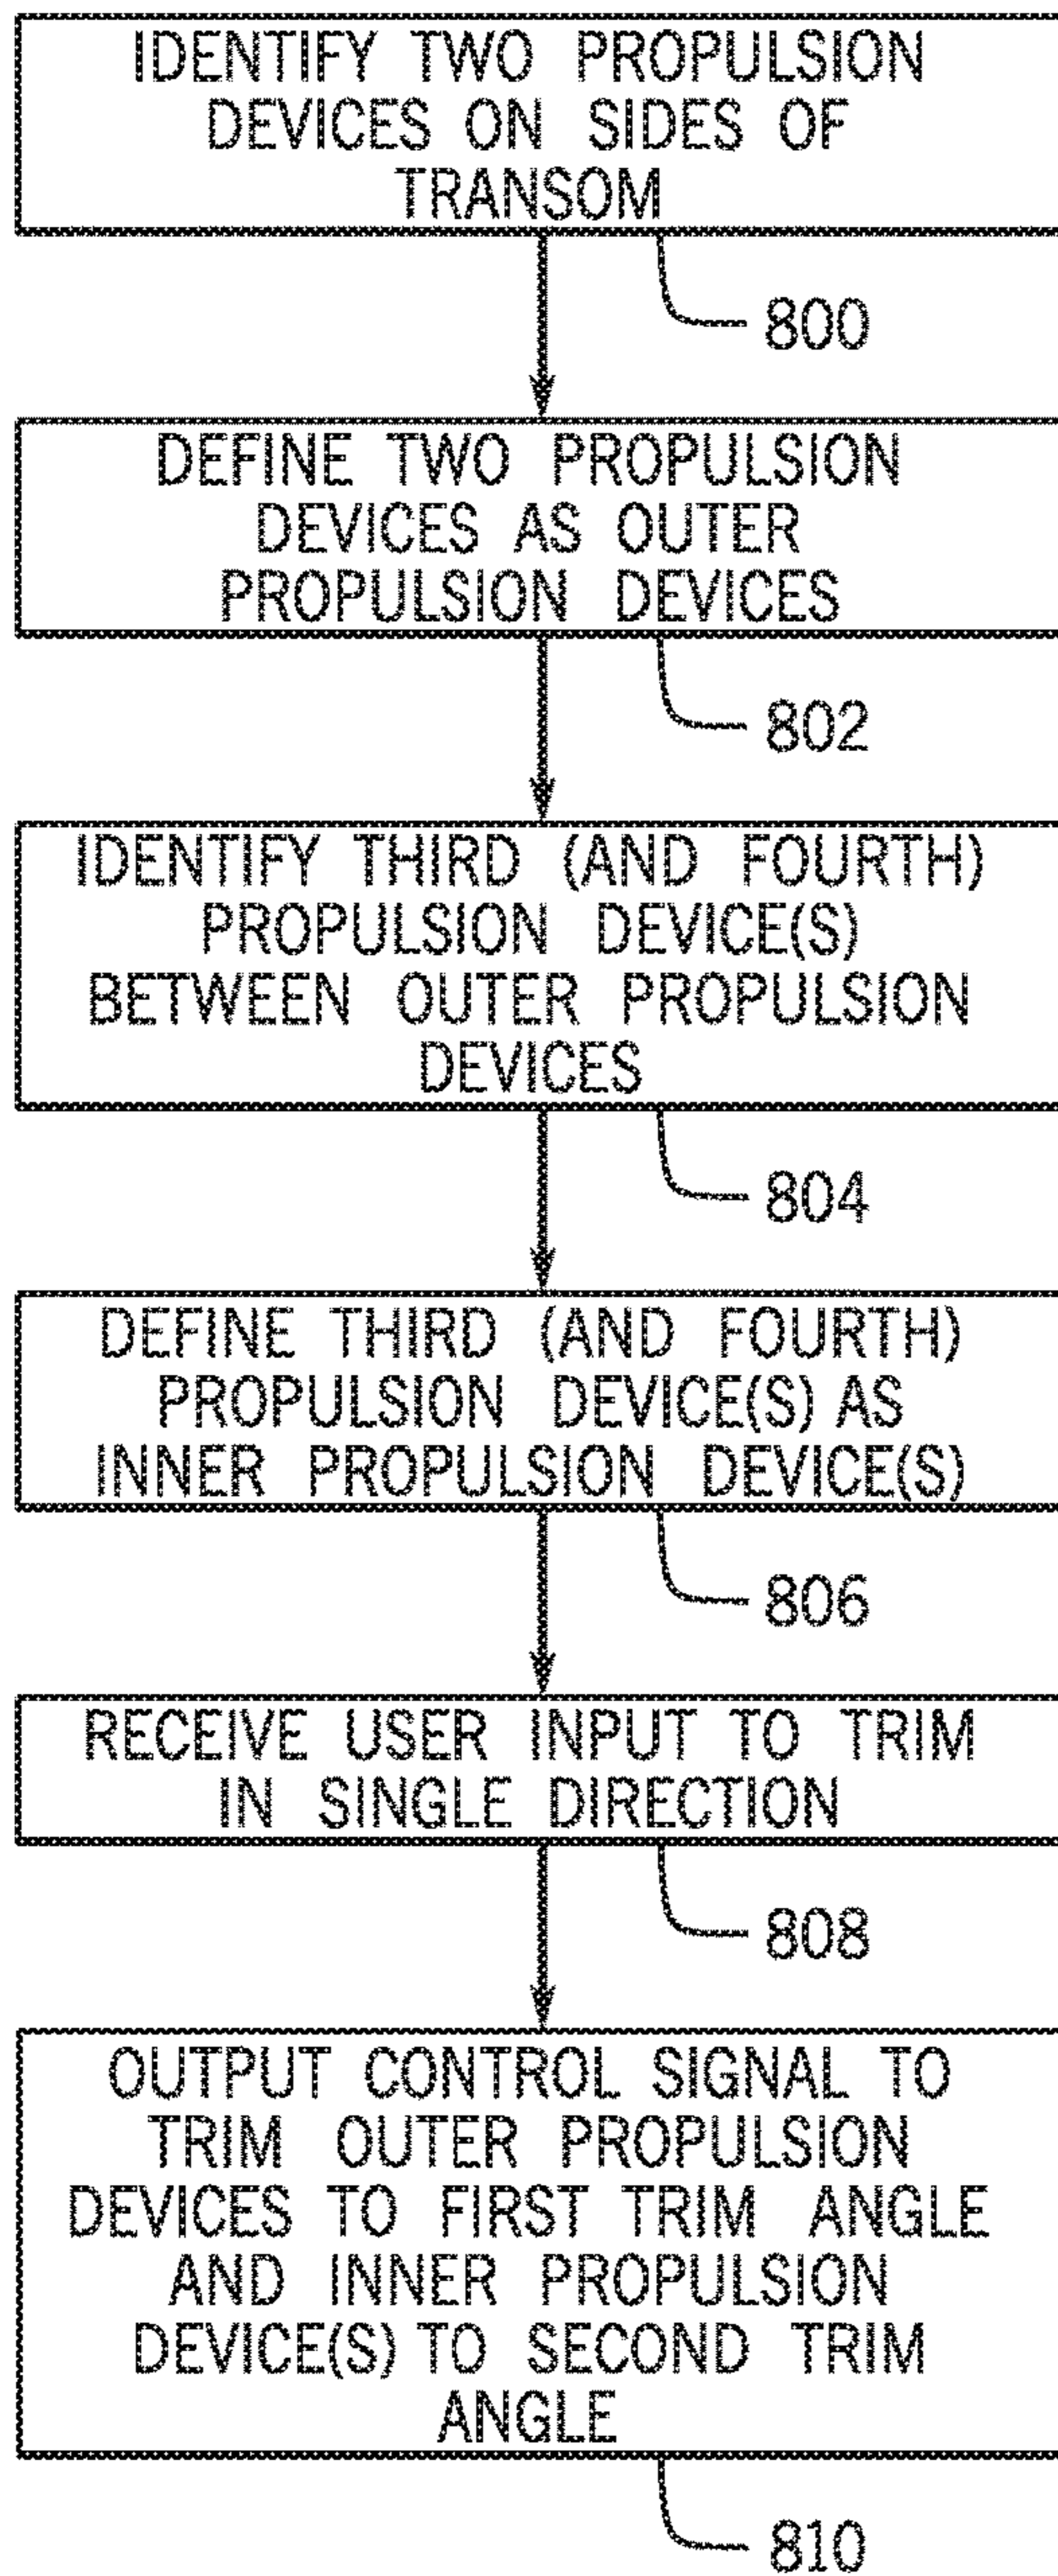 IDENTIFY TWO PROPULSION
DEVICES ON SIDES OF
TRANSOM
800
DEFINE TWO PROPULSION
DEVICES AS OUTER
PROPULSION DEVICES
802
IDENTIFY THIRD (AND FOURTH)
PROPULSION DEVICE(S)
BETWEEN OUTER PROPULSION
DEVICES
804
DEFINE THIRD (AND FOURTH)
PROPULSION DEVICE(S) AS
INNER PROPULSION DEVICE(S)
806
RECEIVE USER INPUT TO TRIM
IN SINGLE DIRECTION
808
OUTPUT CONTROL SIGNAL TO
TRIM OUTER PROPULSION
DEVICES TO FIRST TRIM ANGLE
AND INNER PROPULSION
DEVICE(S) TO SECOND TRIM
ANGLE
810